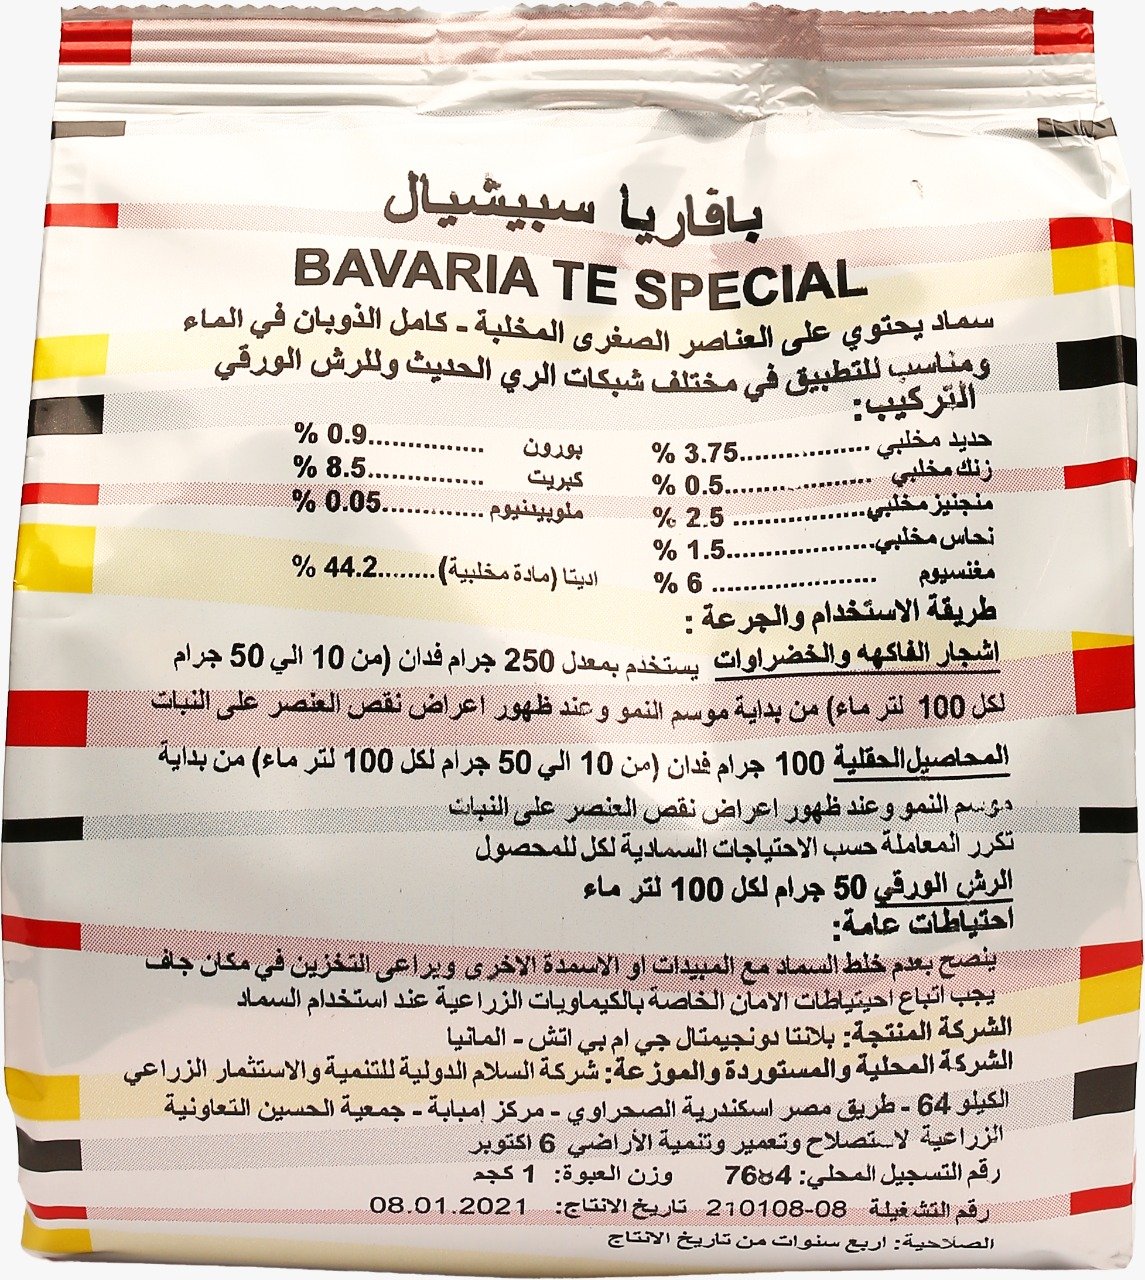 بافاريا سبيشيال
BAVARIA TE SPECIAL
سماد يحتوي على العناصر الصغرى المخلبة - كامل الذوبان في الماء
ومناسب للتطبيق في مختلف شبكات الري الحديث وللرش الورقي
التركيب:
حديد مخلبي ................3.75 % بورون ...............0.9 %
زنك مخلبي ................0.5 % كبريت ...............8.5 %
منجنيز مخلبي................ 2.5 % ملوبيدنيوم ..............0.05 %
نحاس مخلبي................1.5 %
مغنسيوم ................ 6 % اديتا (مادة مخلبية)........44.2 %
طريقة الاستخدام والجرعة :
اشجار الفاكهه والخضراوات يستخدم بمعدل 250 جرام فدان (من 10 الي 50 جرام
لكل 100 لتر ماء) من بداية موسم النمو وعند ظهور اعراض نقص العنصر على النبات
المحاصيل الحقلية 100 جرام فدان (من 10 الي 50 جرام لكل 100 لتر ماء) من بداية
موسم النمو وعند ظهور اعراض نقص العنصر على النبات
تكرر المعاملة حسب الاحتياجات السمادية لكل للمحصول
الرش الورقي 50 جرام لكل 100 لتر ماء
احتياطات عامة:
ينصح بعدم خلط السماد مع المبيدات او الاسمدة الاخرى ويراعى التخزين في مكان جاف
يجب اتباع احيتياطات الامان الخاصة بالكيماويات الزراعية عند استخدام السماد
الشركة المنتجة: بلانتا دونجيمتال جي ام بي اتش - المانيا
الشركة المحلية والمستوردة والموزعة: شركة السلام الدولية للتنمية والاستثمار الزراعي
الكيلو 64 - طريق مصر اسكندرية الصحراوي - مركز إمبابة - جمعية الحسين التعاونية
الزراعية لاستصلاح وتعمير وتنمية الأراضي 6 اكتوبر
رقم التسجيل المحلي: وزن العبوة: 1 كجم
رقم التشغيلة 210108-08 تاريخ الانتاج: 08.01.2021
الصلاحية: اربع سنوات من تاريخ الانتاج